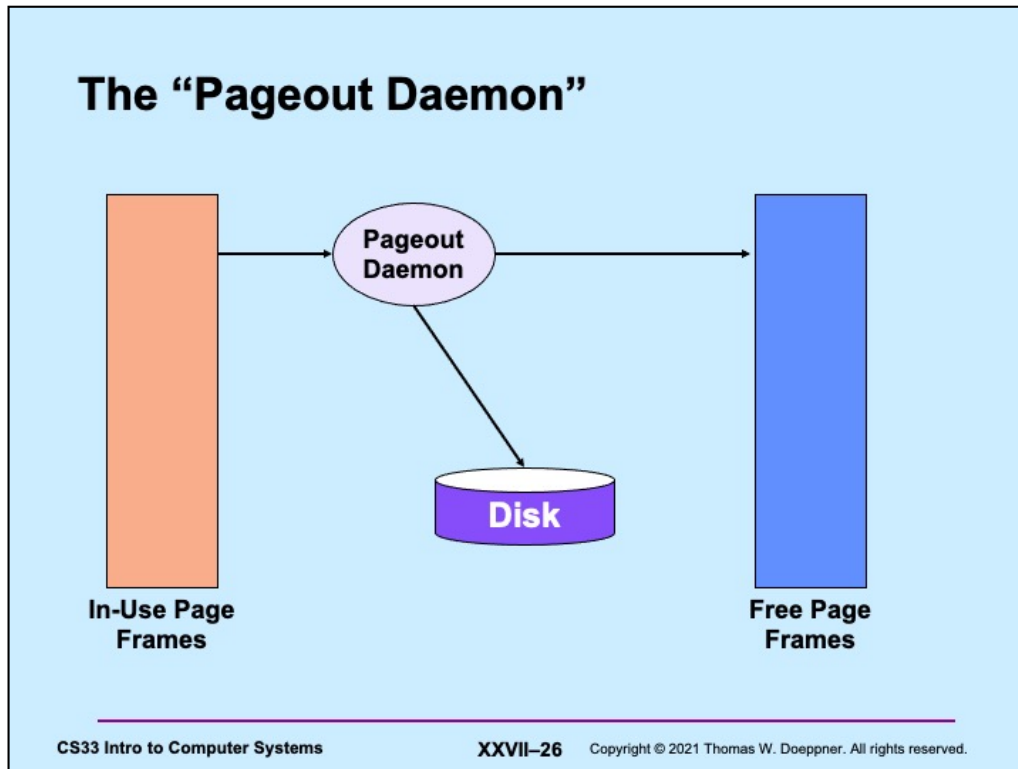 The “Pageout Daemon”
Pageout
Daemon
Disk
In-Use Page
Frames
Free Page
Frames
CS33 Intro to Computer Systems
XXVII–26
Copyright © 2021 Thomas W. Doeppner. All rights reserved.